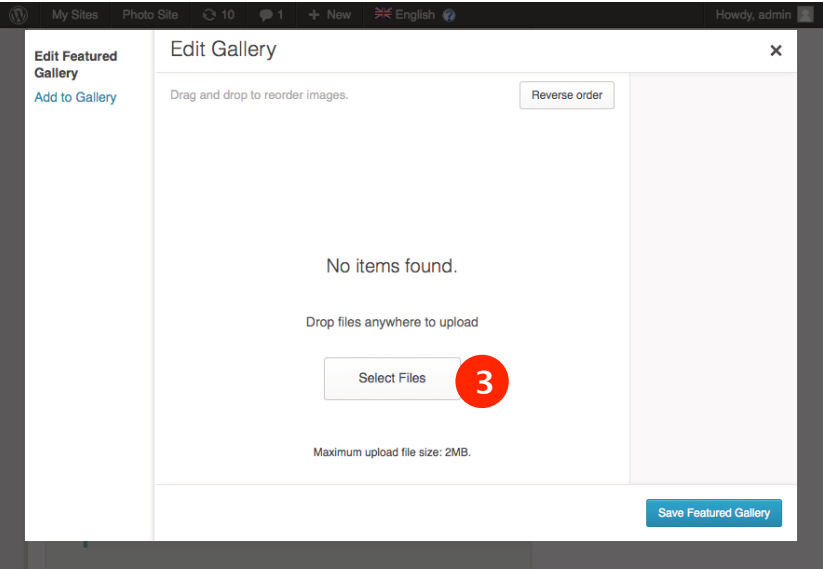 My Sites Photo Site 10 1 + New English Howdy, admin
Edit Featured
Gallery
Add to Gallery
Edit Gallery
Drag and drop to reorder images.
Reverse order
No items found.
Drop files anywhere to upload
Select Files
3
Maximum upload file size: 2MB.
Save Featured Gallery